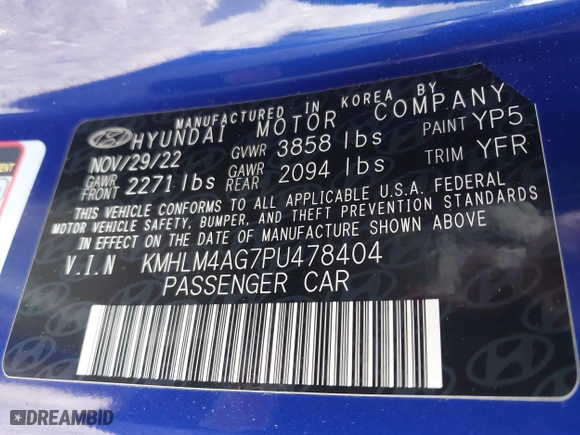 MANUFACTURED IN KOREA BY
HYUNDAI MOTOR COMPANY
NOV/29/22 GVWR 3858 lbs PAINT YP5
GAWR FRONT 2271 lbs GAWR REAR 2094 lbs TRIM YFR
THIS VEHICLE CONFORMS TO ALL APPLICABLE U.S.A. FEDERAL
MOTOR VEHICLE SAFETY, BUMPER, AND THEFT PREVENTION STANDARDS
IN EFFECT ON THE DATE OF MANUFACTURE SHOWN ABOVE.
V.I.N KMHLM4AG7PU478404
PASSENGER CAR
DREAMBID